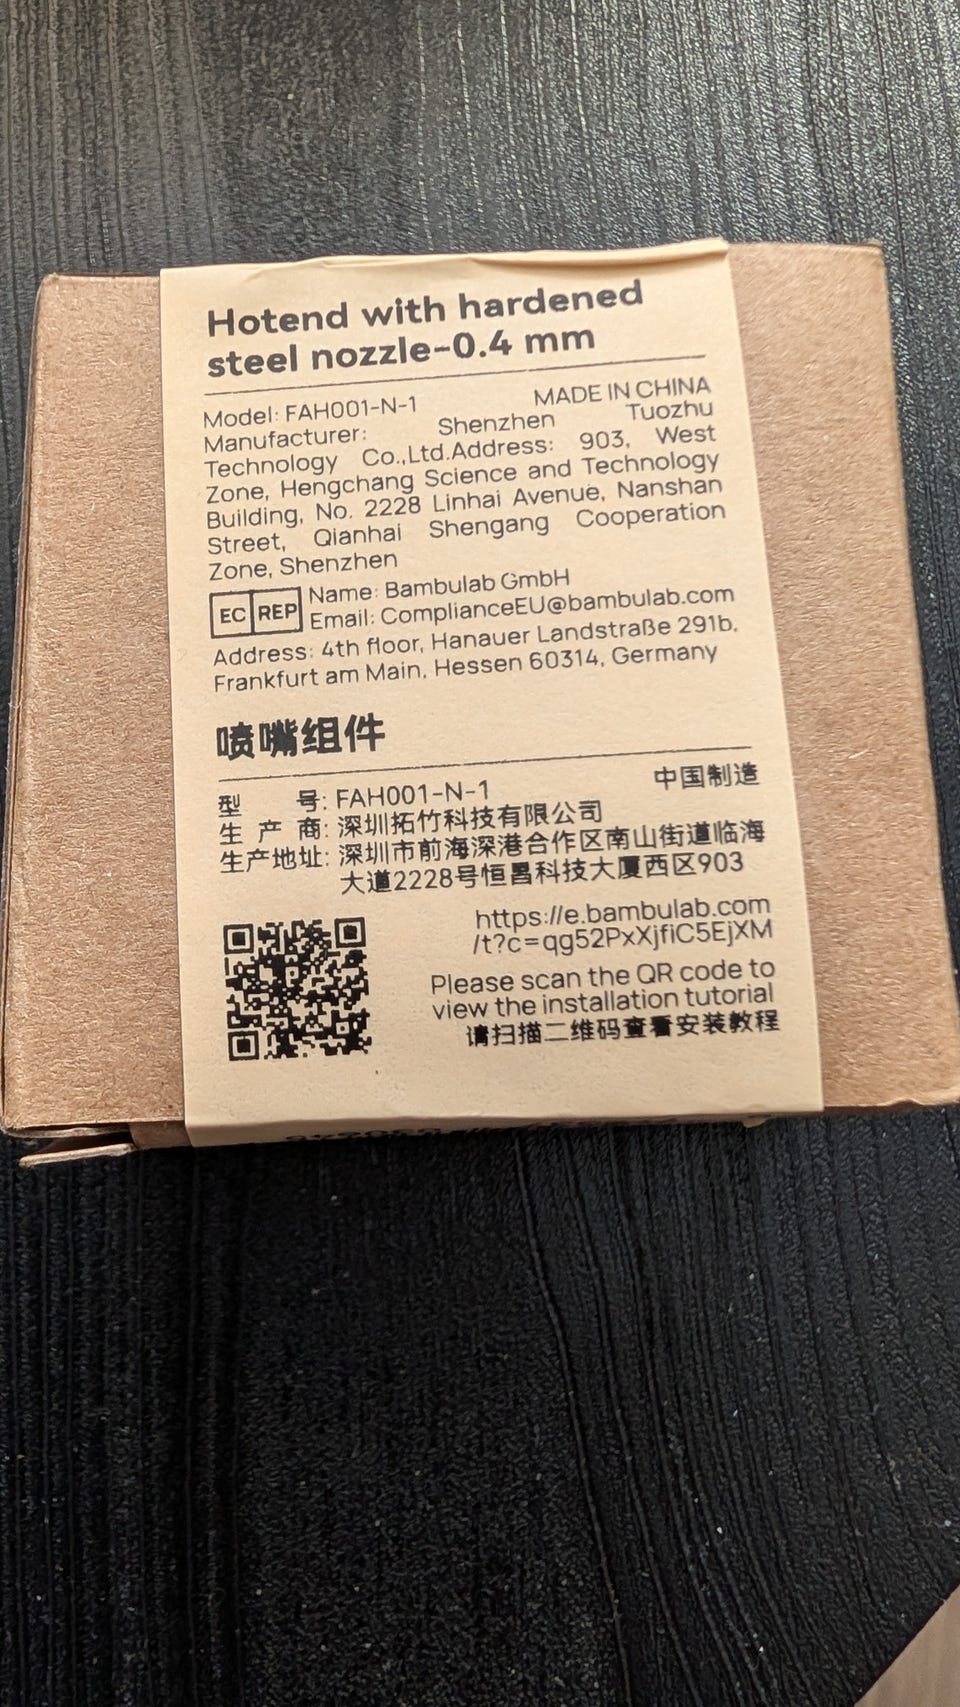 Hotend with hardened
steel nozzle-0.4 mm
Model: FAH001-N-1 MADE IN CHINA
Manufacturer: Shenzhen Tuozhu
Technology Co.,Ltd.Address: 903, West
Zone, Hengchang Science and Technology
Building, No. 2228 Linhai Avenue, Nanshan
Street, Qianhai Shengang Cooperation
Zone, Shenzhen
EC REP
Name: Bambulab GmbH
Email: ComplianceEU@bambulab.com
Address: 4th floor, Hanauer Landstraße 291b,
Frankfurt am Main, Hessen 60314, Germany
喷嘴组件
型 号: FAH001-N-1 中国制造
生 产 商: 深圳拓竹科技有限公司
生产地址: 深圳市前海深港合作区南山街道临海
大道2228号恒昌科技大厦西区903
https://e.bambulab.com
/t?c=qg52PxXjfiC5EjXM
Please scan the QR code to
view the installation tutorial
请扫描二维码查看安装教程